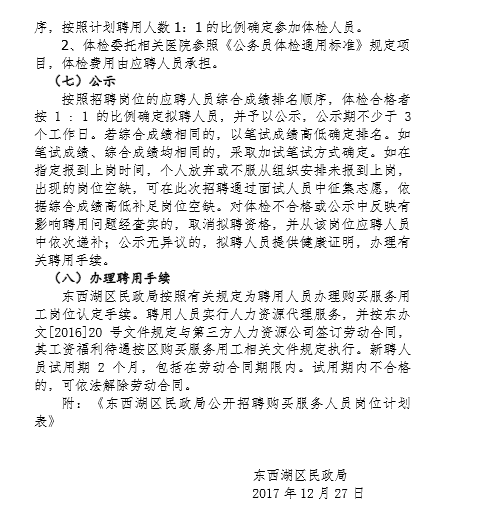 序，按照计划聘用人数1：1的比例确定参加体检人员。
2、体检委托相关医院参照《公务员体检通用标准》规定项
目，体检费用由应聘人员承担。
（七）公示
按照招聘岗位的应聘人员综合成绩排名顺序，体检合格者
按 1 ：1 的比例确定拟聘人员，并予以公示，公示期不少于 3
个工作日。若综合成绩相同的，以笔试成绩高低确定排名。如
笔试成绩、综合成绩均相同的，采取加试笔试方式确定。如在
指定报到上岗时间，个人放弃或不服从组织安排未报到上岗，
出现的岗位空缺，可在此次招聘通过面试人员中征集志愿，依
据综合成绩高低补足岗位空缺。对体检不合格或公示中反映有
影响聘用问题经查实的，取消拟聘资格，并从该岗位应聘人员
中依次递补；公示无异议的，拟聘人员提供健康证明，办理有
关聘用手续。
（八）办理聘用手续
东西湖区民政局按照有关规定为聘用人员办理购买服务用
工岗位认定手续。聘用人员实行人力资源代理服务，并按东办
文[2016]20 号文件规定与第三方人力资源公司签订劳动合同，
其工资福利待遇按区购买服务用工相关文件规定执行。新聘人
员试用期 2 个月，包括在劳动合同期限内。试用期内不合格
的，可依法解除劳动合同。
附：《东西湖区民政局公开招聘购买服务人员岗位计划
表》
东西湖区民政局
2017 年 12 月 27 日